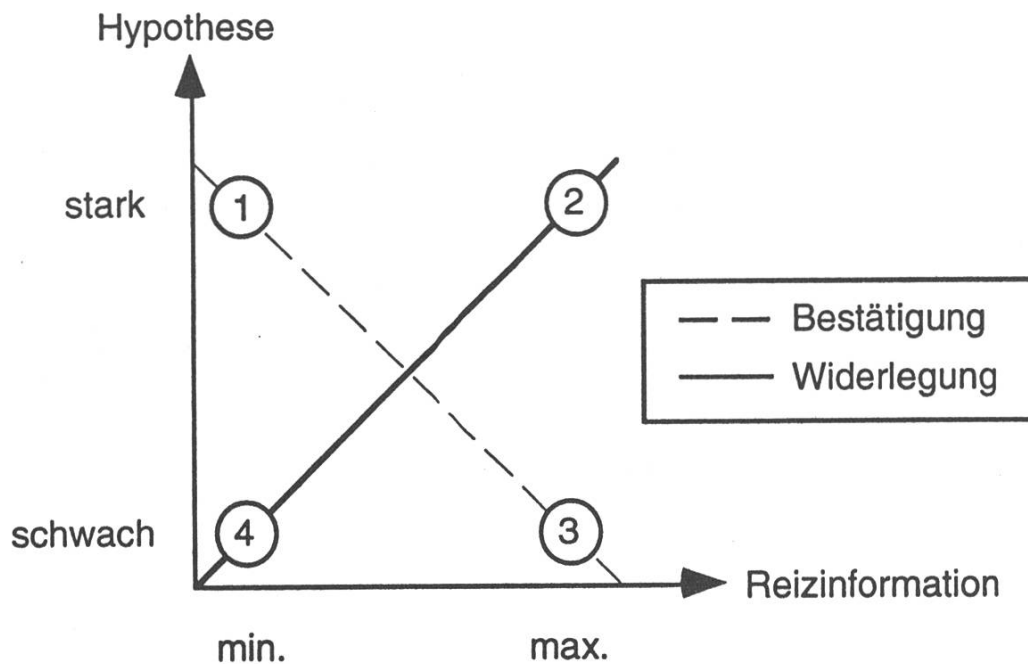 Hypothese
stark
1
2
Bestätigung
Widerlegung
schwach
4
3
Reizinformation
min.
max.